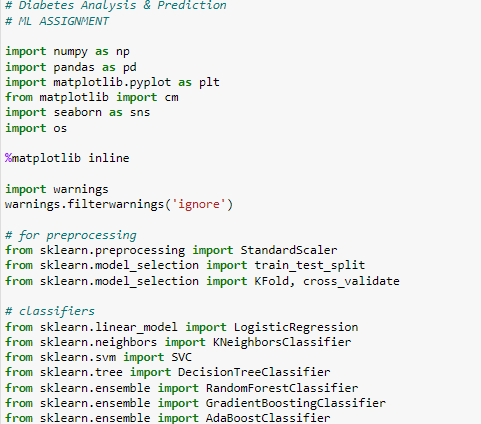 # Diabetes Analysis & Prediction
# ML ASSIGNMENT
import numpy as np
import pandas as pd
import matplotlib.pyplot as plt
from matplotlib import cm
import seaborn as sns
import os
%matplotlib inline
import warnings
warnings.filterwarnings('ignore')
# for preprocessing
from sklearn.preprocessing import StandardScaler
from sklearn.model_selection import train_test_split
from sklearn.model_selection import KFold, cross_validate
# classifiers
from sklearn.linear_model import LogisticRegression
from sklearn.neighbors import KNeighborsClassifier
from sklearn.svm import SVC
from sklearn.tree import DecisionTreeClassifier
from sklearn.ensemble import RandomForestClassifier
from sklearn.ensemble import GradientBoostingClassifier
from sklearn.ensemble import AdaBoostClassifier